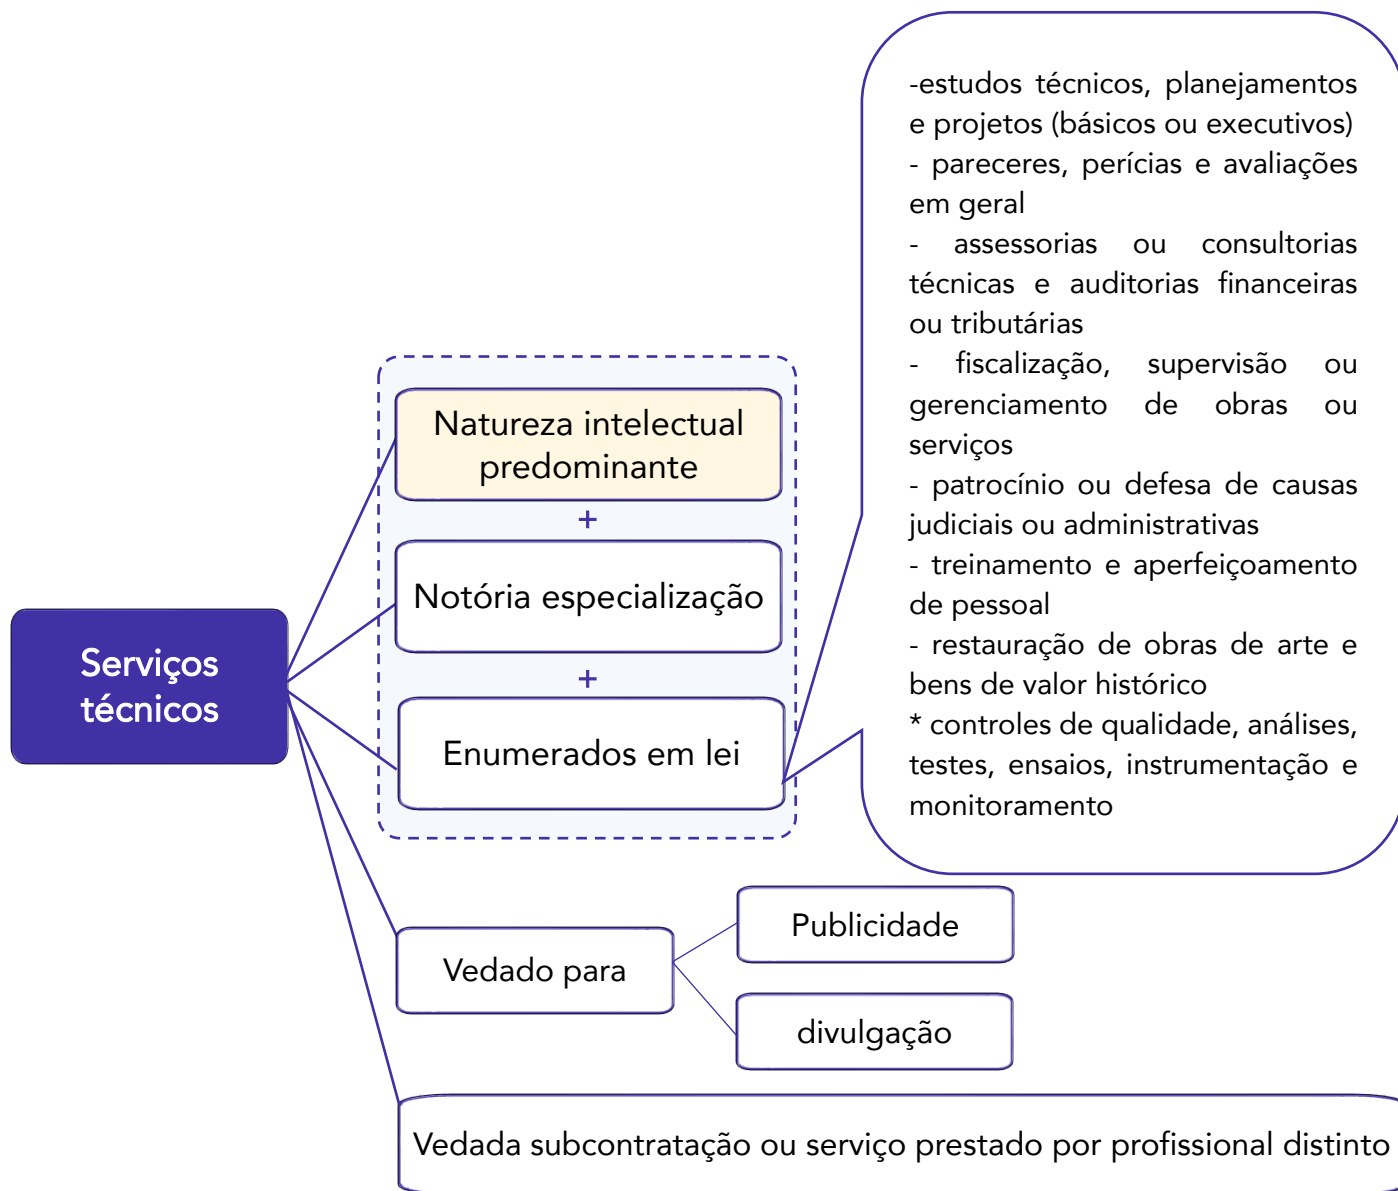 -estudos técnicos, planejamentos
e projetos (básicos ou executivos)
- pareceres, perícias e avaliações
em geral
- assessorias ou consultorias
técnicas e auditorias financeiras
ou tributárias
- fiscalização, supervisão ou
gerenciamento de obras ou
serviços
- patrocínio ou defesa de causas
judiciais ou administrativas
- treinamento e aperfeiçoamento
de pessoal
- restauração de obras de arte e
bens de valor histórico
* controles de qualidade, análises,
testes, ensaios, instrumentação e
monitoramento
Natureza intelectual
predominante
+
Notória especialização
+
Enumerados em lei
Serviços
técnicos
Vedado para
Publicidade
divulgação
Vedada subcontratação ou serviço prestado por profissional distinto